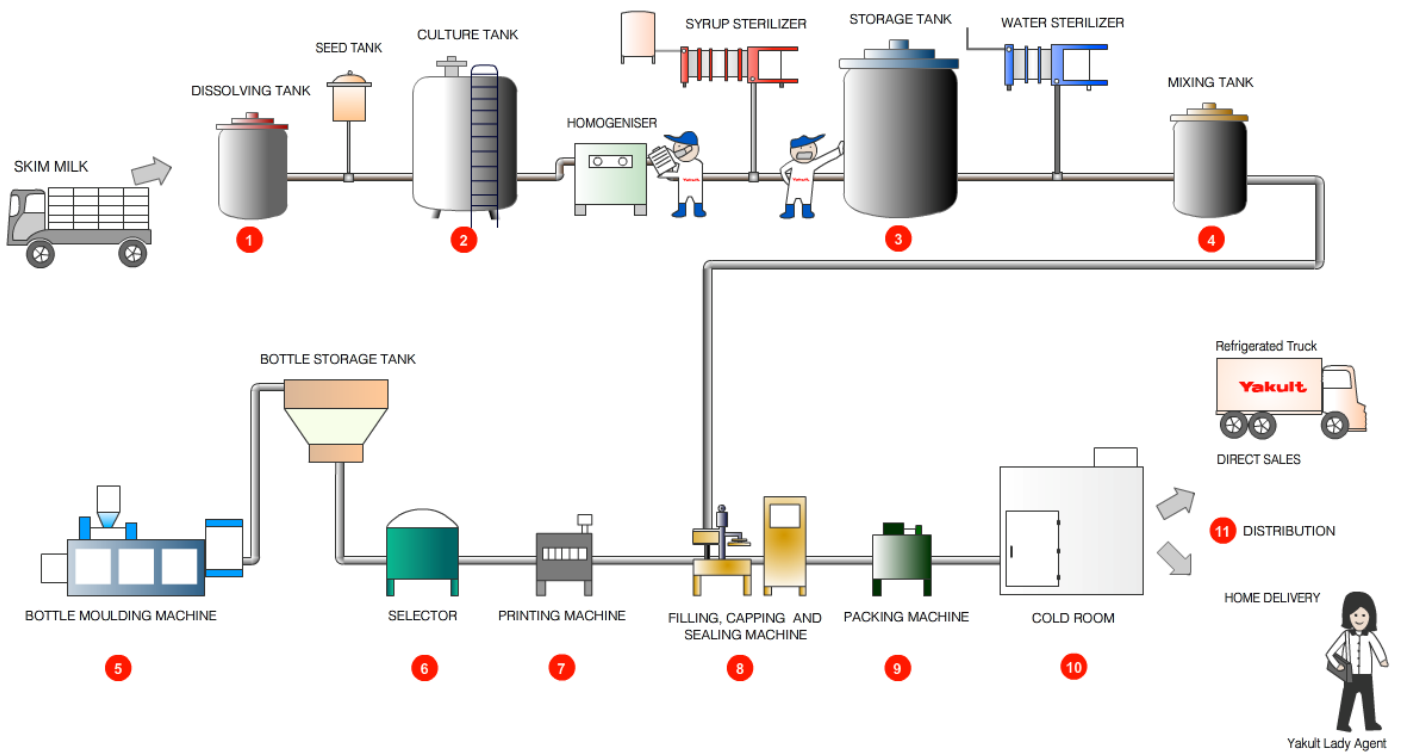 SYRUP STERILIZER
STORAGE TANK
WATER STERILIZER
CULTURE TANK
SEED TANK
DISSOLVING TANK
MIXING TANK
HOMOGENISER
SKIM MILK
Yakult
Yakult
1
2
3
4
BOTTLE STORAGE TANK
Refrigerated Truck
Yakult
DIRECT SALES
11 DISTRIBUTION
HOME DELIVERY
BOTTLE MOULDING MACHINE
SELECTOR
PRINTING MACHINE
FILLING, CAPPING AND
SEALING MACHINE
PACKING MACHINE
COLD ROOM
5
6
7
8
9
10
Yakult Lady Agent